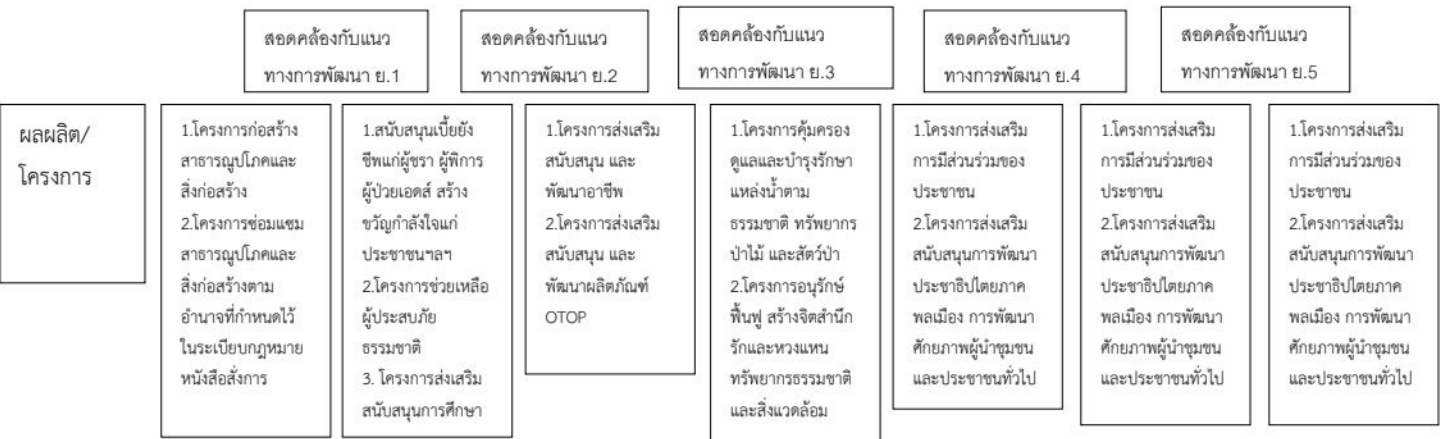 สอดคล้องกับแนว
ทางการพัฒนา ย.1
สอดคล้องกับแนว
ทางการพัฒนา ย.2
สอดคล้องกับแนว
ทางการพัฒนา ย.3
สอดคล้องกับแนว
ทางการพัฒนา ย.4
สอดคล้องกับแนว
ทางการพัฒนา ย.5
ผลผลิต/
โครงการ
1.โครงการก่อสร้าง
สาธารณูปโภคและ
สิ่งก่อสร้าง
2.โครงการซ่อมแซม
สาธารณูปโภคและ
สิ่งก่อสร้างตาม
อำนาจที่กำหนดไว้
ในระเบียบกฎหมาย
หนังสือสั่งการ
1.สนับสนุนเบี้ยยัง
ชีพแก่ผู้ชรา ผู้พิการ
ผู้ป่วยเอดส์ สร้าง
ขวัญกำลังใจแก่
ประชาชนฯลฯ
2.โครงการช่วยเหลือ
ผู้ประสบภัย
ธรรมชาติ
3. โครงการส่งเสริม
สนับสนุนการศึกษา
1.โครงการส่งเสริม
สนับสนุน และ
พัฒนาอาชีพ
2.โครงการส่งเสริม
สนับสนุน และ
พัฒนาผลิตภัณฑ์
OTOP
1.โครงการคุ้มครอง
ดูแลและบำรุงรักษา
แหล่งน้ำตาม
ธรรมชาติ ทรัพยากร
ป่าไม้ และสัตว์ป่า
2.โครงการอนุรักษ์
ฟื้นฟู สร้างจิตสำนึก
รักและหวงแหน
ทรัพยากรธรรมชาติ
และสิ่งแวดล้อม
1.โครงการส่งเสริม
การมีส่วนร่วมของ
ประชาชน
2.โครงการส่งเสริม
สนับสนุนการพัฒนา
ประชาธิปไตยภาค
พลเมือง การพัฒนา
ศักยภาพผู้นำชุมชน
และประชาชนทั่วไป
1.โครงการส่งเสริม
การมีส่วนร่วมของ
ประชาชน
2.โครงการส่งเสริม
สนับสนุนการพัฒนา
ประชาธิปไตยภาค
พลเมือง การพัฒนา
ศักยภาพผู้นำชุมชน
และประชาชนทั่วไป
1.โครงการส่งเสริม
การมีส่วนร่วมของ
ประชาชน
2.โครงการส่งเสริม
สนับสนุนการพัฒนา
ประชาธิปไตยภาค
พลเมือง การพัฒนา
ศักยภาพผู้นำชุมชน
และประชาชนทั่วไป